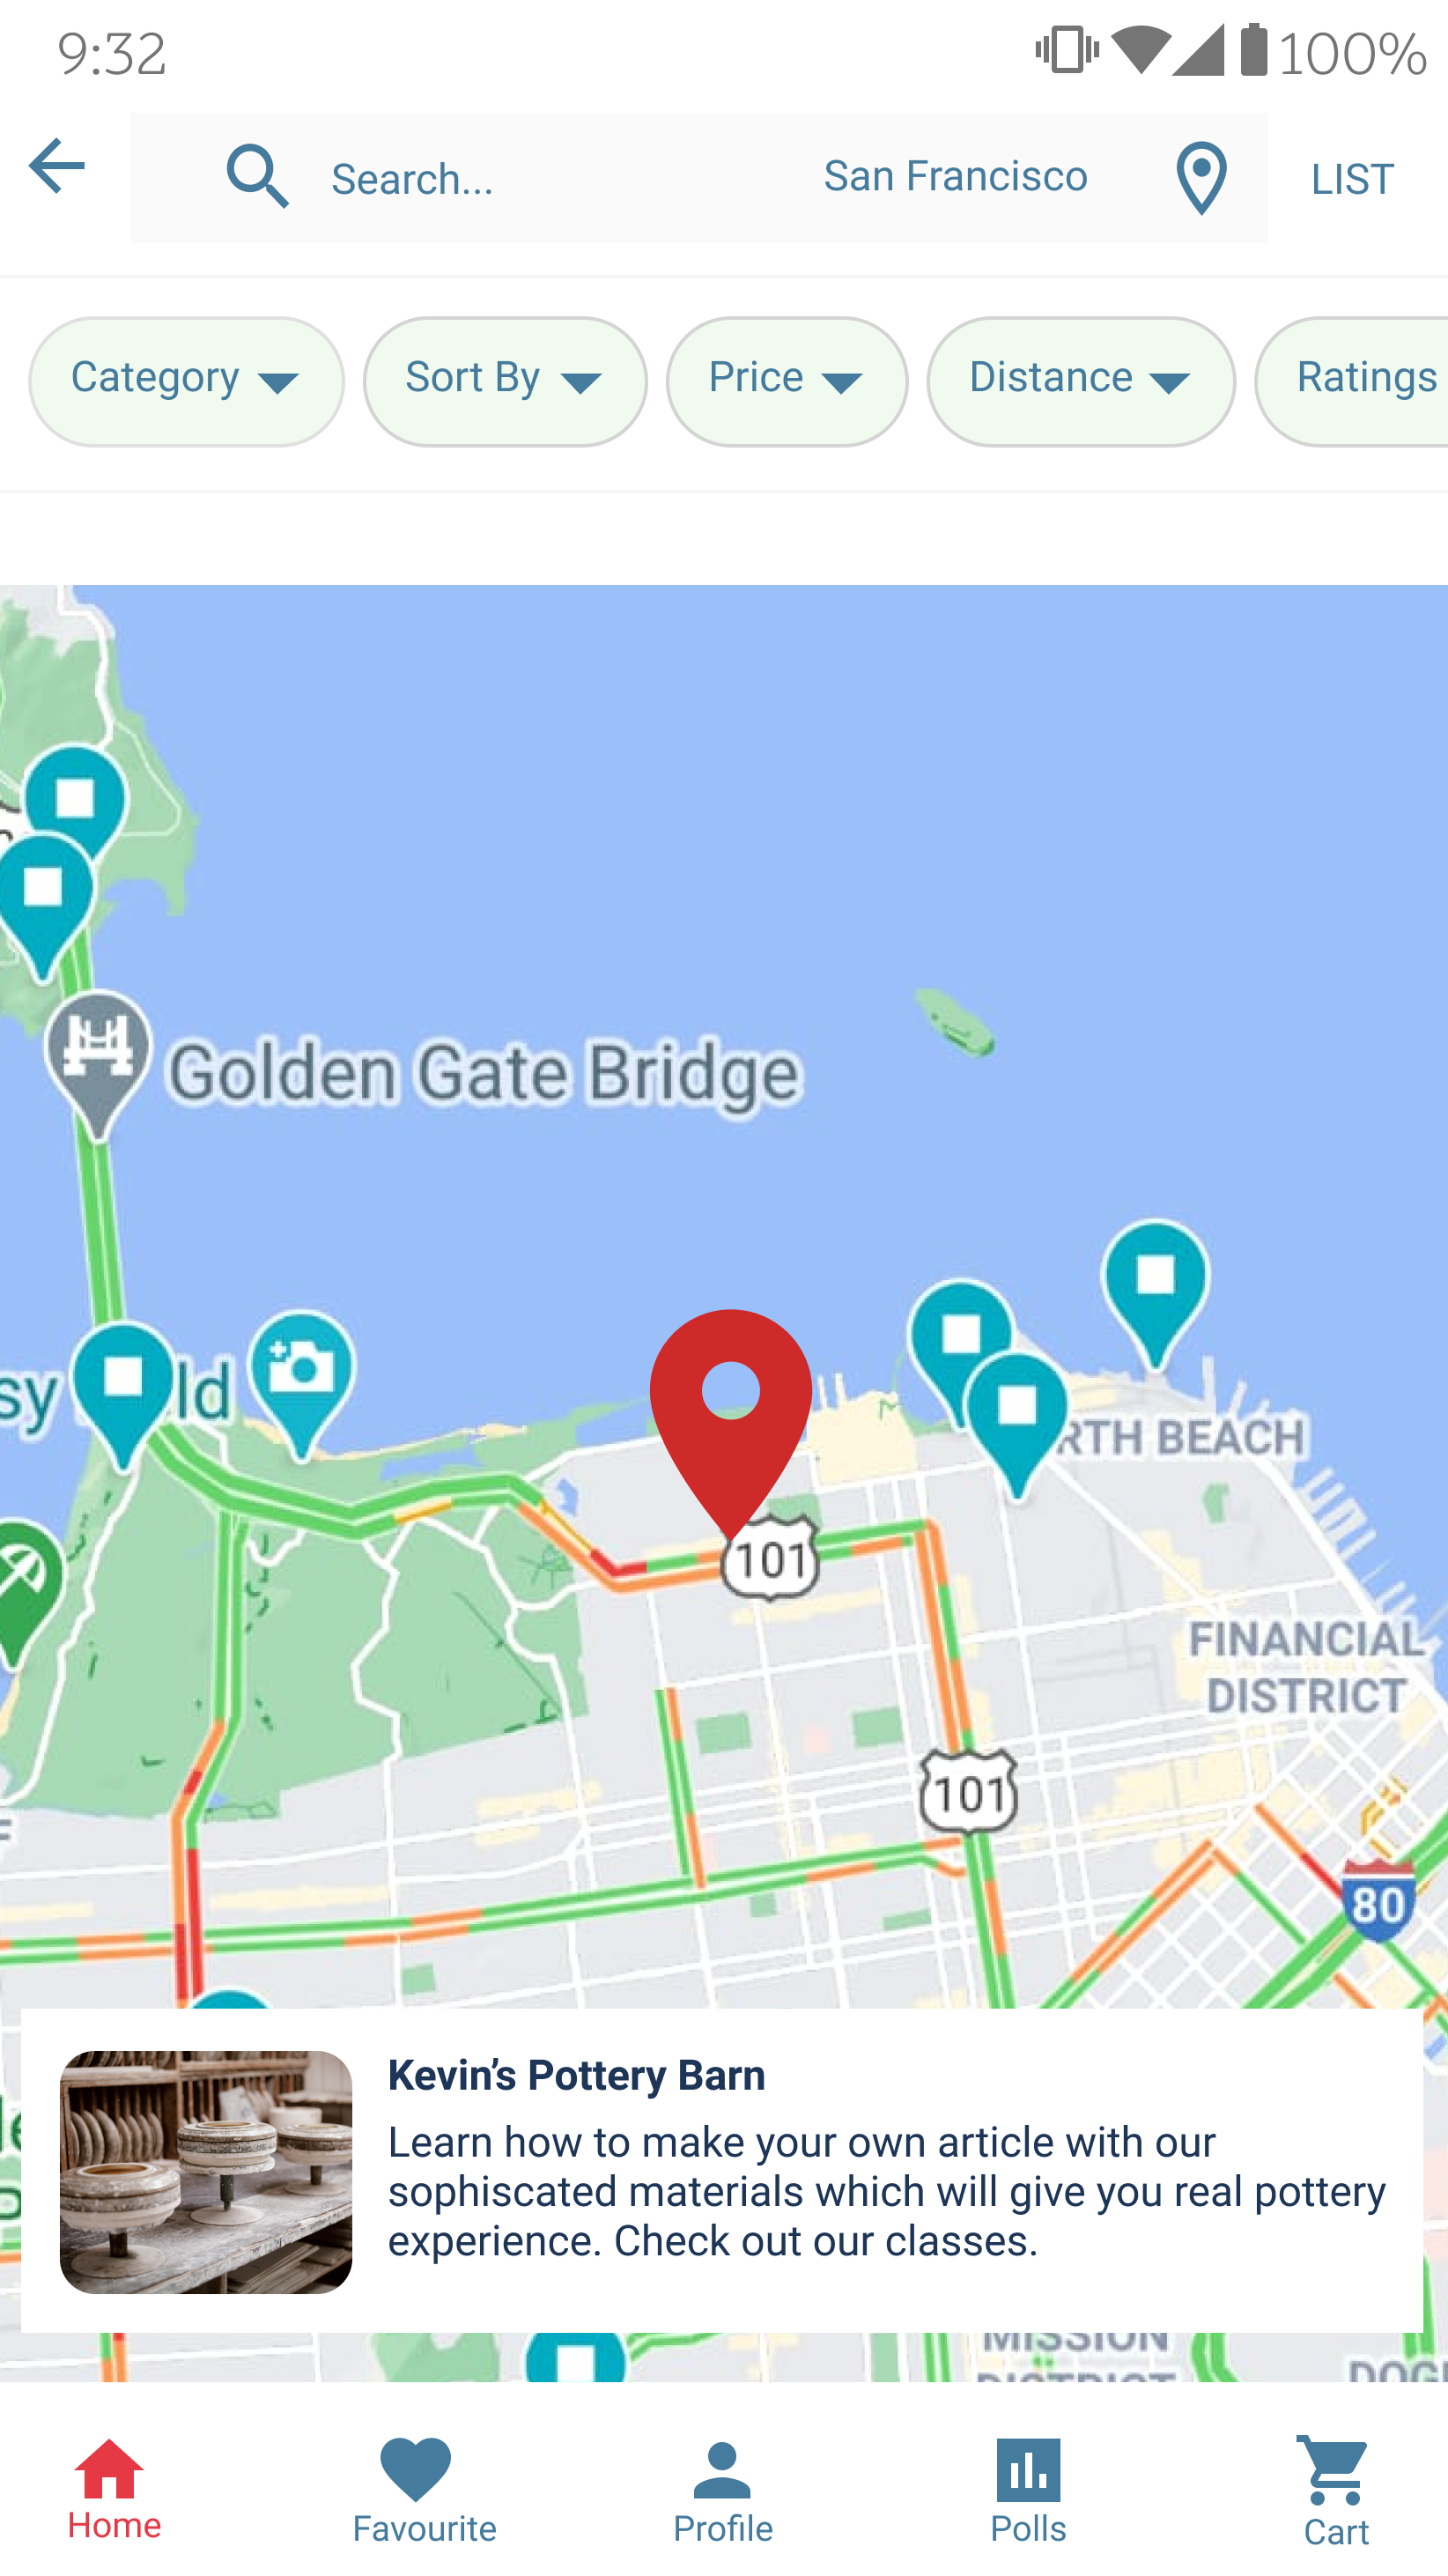 9:32
100%
Search...
San Francisco
LIST
Category
Sort By
Price
Distance
Ratings
Golden Gate Bridge
sy
ld
RTH BEACH
101
FINANCIAL
DISTRICT
101
80
Kevin’s Pottery Barn
Learn how to make your own article with our
sophiscated materials which will give you real pottery
experience. Check out our classes.
MISSION
DISTRICT
Home
Favourite
Profile
Polls
Cart